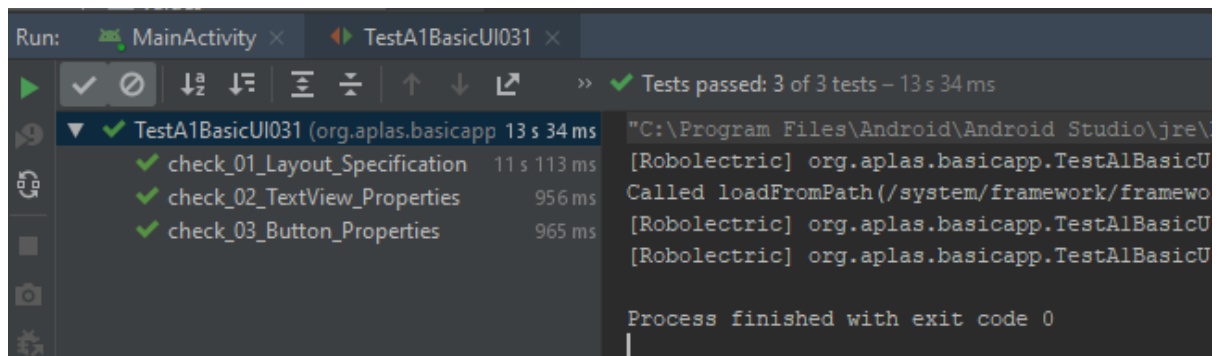 Run: MainActivity × TestA1BasicUI031 ×
Tests passed: 3 of 3 tests – 13 s 34 ms
TestA1BasicUI031 (org.aplas.basicapp 13 s 34 ms
check_01_Layout_Specification 11 s 113 ms
check_02_TextView_Properties 956 ms
check_03_Button_Properties 965 ms
"C:\Program Files\Android\Android Studio\jre\
[Robolectric] org.aplas.basicapp.TestA1BasicU
Called loadFromPath(/system/framework/framewo
[Robolectric] org.aplas.basicapp.TestA1BasicU
[Robolectric] org.aplas.basicapp.TestA1BasicU
Process finished with exit code 0